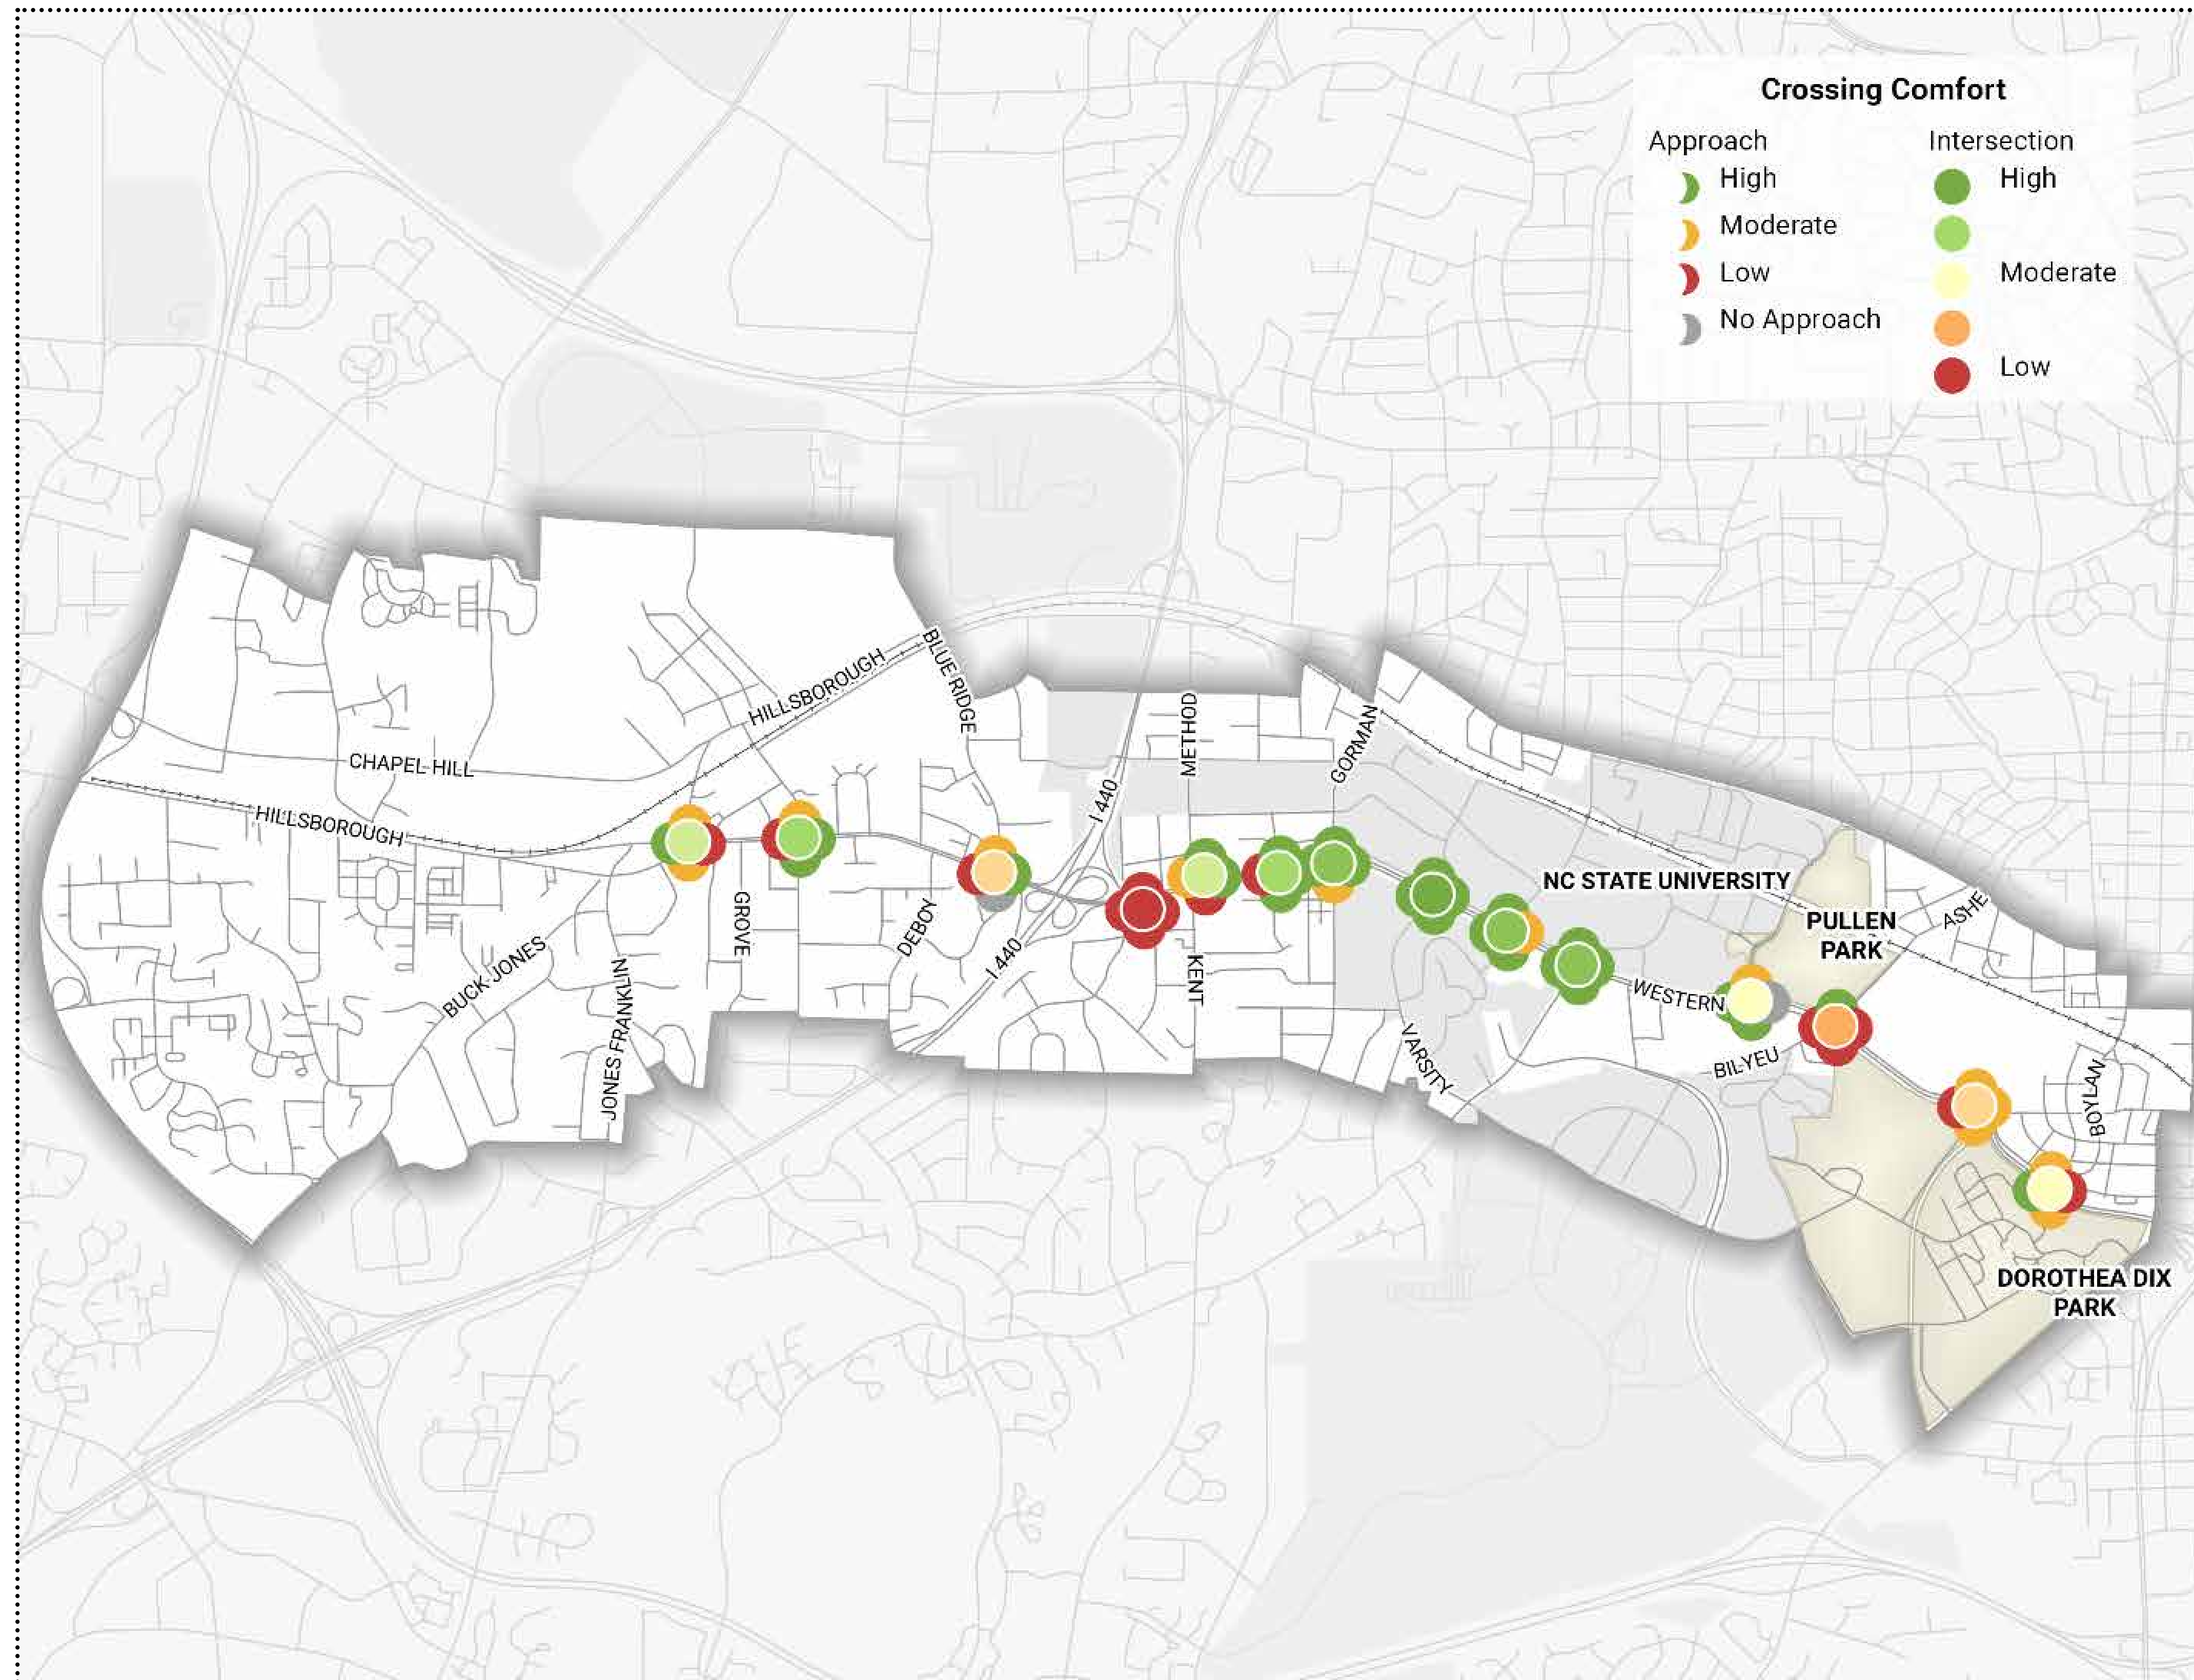 Crossing Comfort
Approach
High
Moderate
Low
No Approach
Intersection
High
Moderate
Low
BLUE RIDGE
HILLSBOROUGH
METHOD
GORMAN
CHAPEL HILL
I 440
HILLSBOROUGH
NC STATE UNIVERSITY
PULLEN
PARK
ASHE
GROVE
DEBOY
I 440
BUCK JONES
KENT
JONES FRANKLIN
WESTERN
VARSITY
BILYEU
BOYLAN
DOROTHEA DIX
PARK